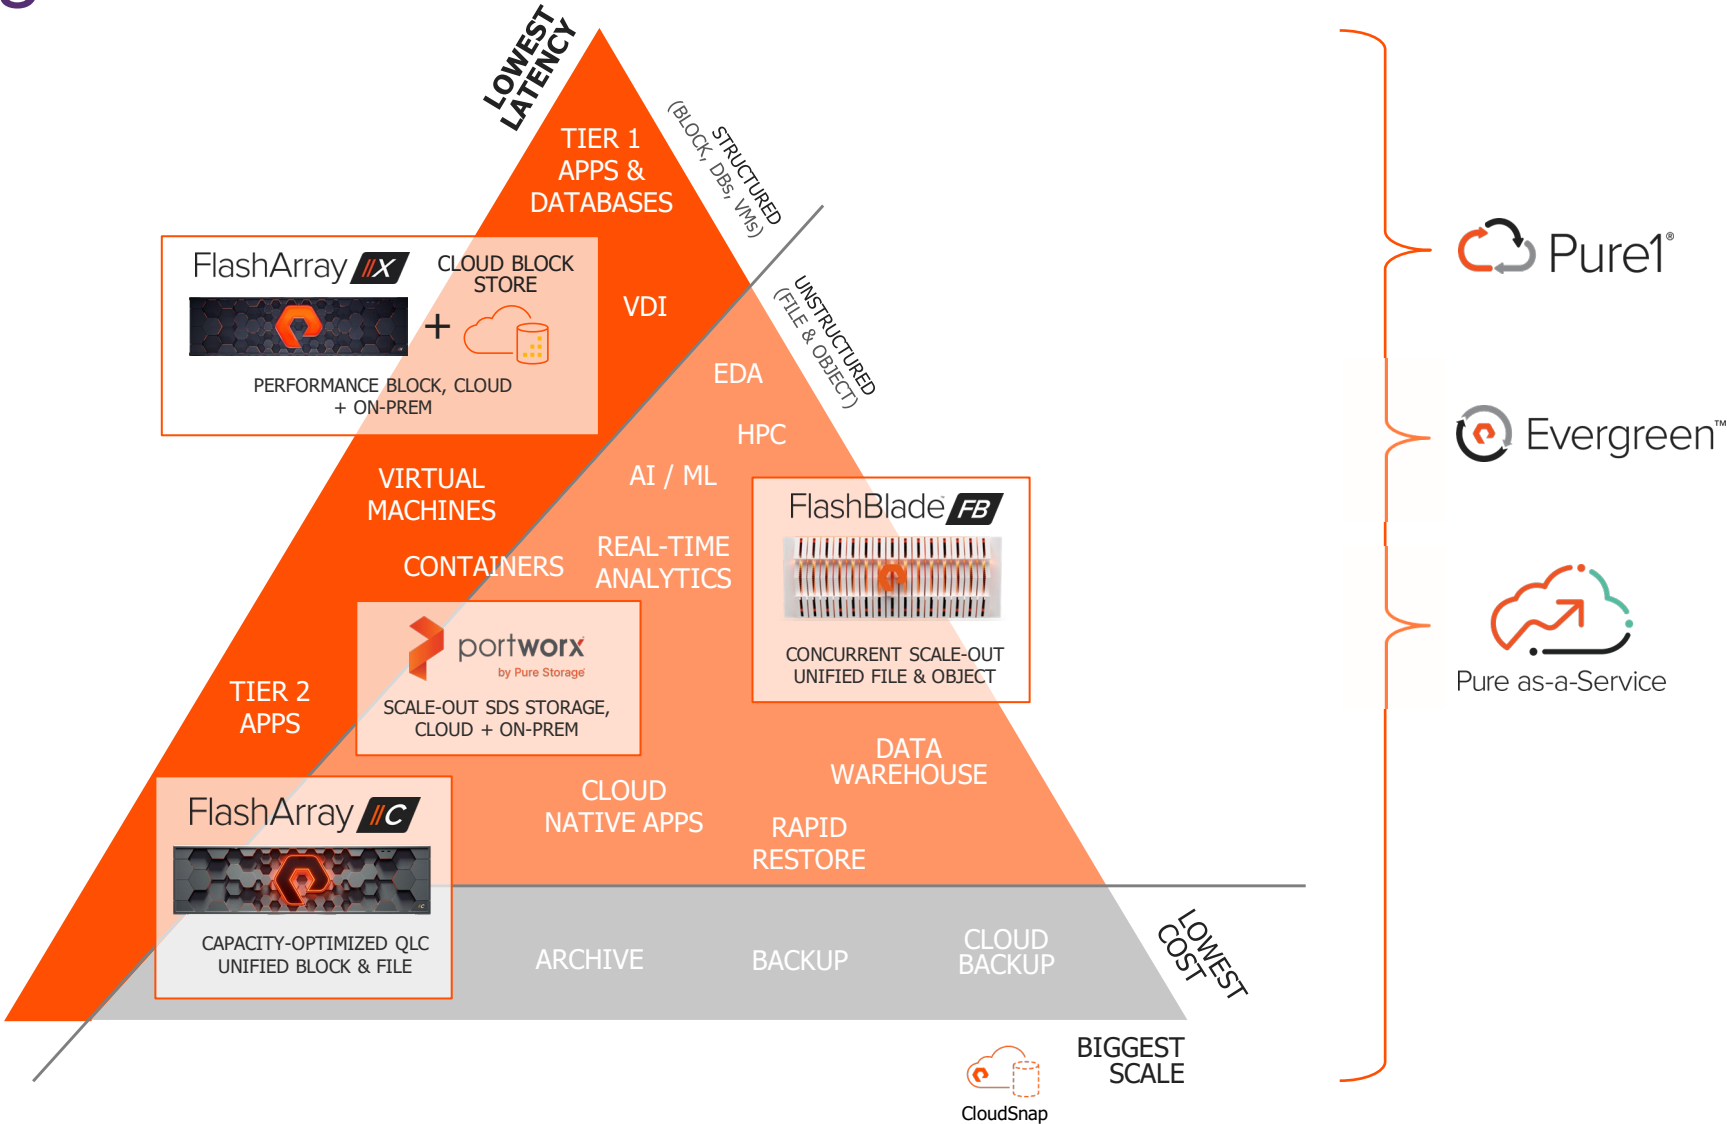 LOWEST
LATENCY
TIER 1
APPS &
DATABASES
STRUCTURED
(BLOCK, DBs, VMs)
UNSTRUCTURED
(FILE & OBJECT)
FlashArray //X
CLOUD BLOCK
STORE
+
PERFORMANCE BLOCK, CLOUD
+ ON-PREM
VDI
EDA
HPC
AI / ML
VIRTUAL
MACHINES
CONTAINERS
REAL-TIME
ANALYTICS
FlashBlade™ FB
CONCURRENT SCALE-OUT
UNIFIED FILE & OBJECT
portworx
by Pure Storage
SCALE-OUT SDS STORAGE,
CLOUD + ON-PREM
TIER 2
APPS
DATA
WAREHOUSE
CLOUD
NATIVE APPS
RAPID
RESTORE
FlashArray //C
//C
CAPACITY-OPTIMIZED QLC
UNIFIED BLOCK & FILE
ARCHIVE
BACKUP
CLOUD
BACKUP
LOWEST
COST
BIGGEST
SCALE
CloudSnap
Pure1®
Evergreen™
Pure as-a-Service